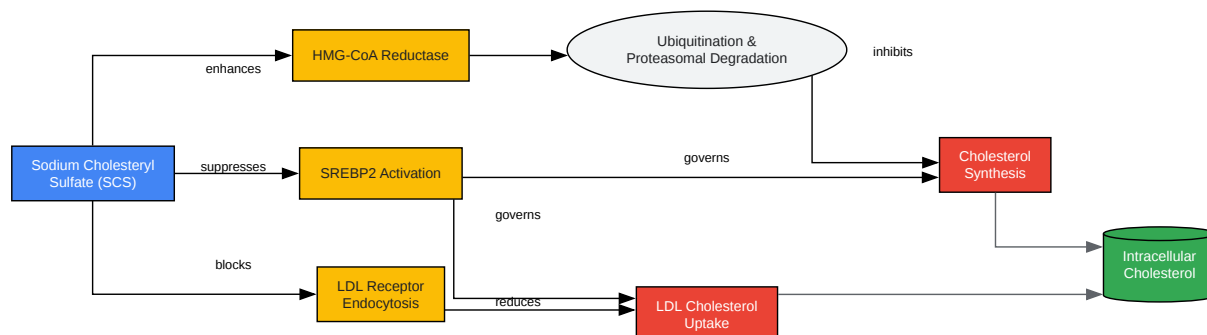 HMG-CoA Reductase
Ubiquitination &
Proteasomal Degradation
inhibits
enhances
Sodium Cholesteryl
Sulfate (SCS)
suppresses
SREBP2 Activation
governs
Cholesterol
Synthesis
governs
blocks
LDL Receptor
Endocytosis
reduces
LDL Cholesterol
Uptake
Intracellular
Cholesterol